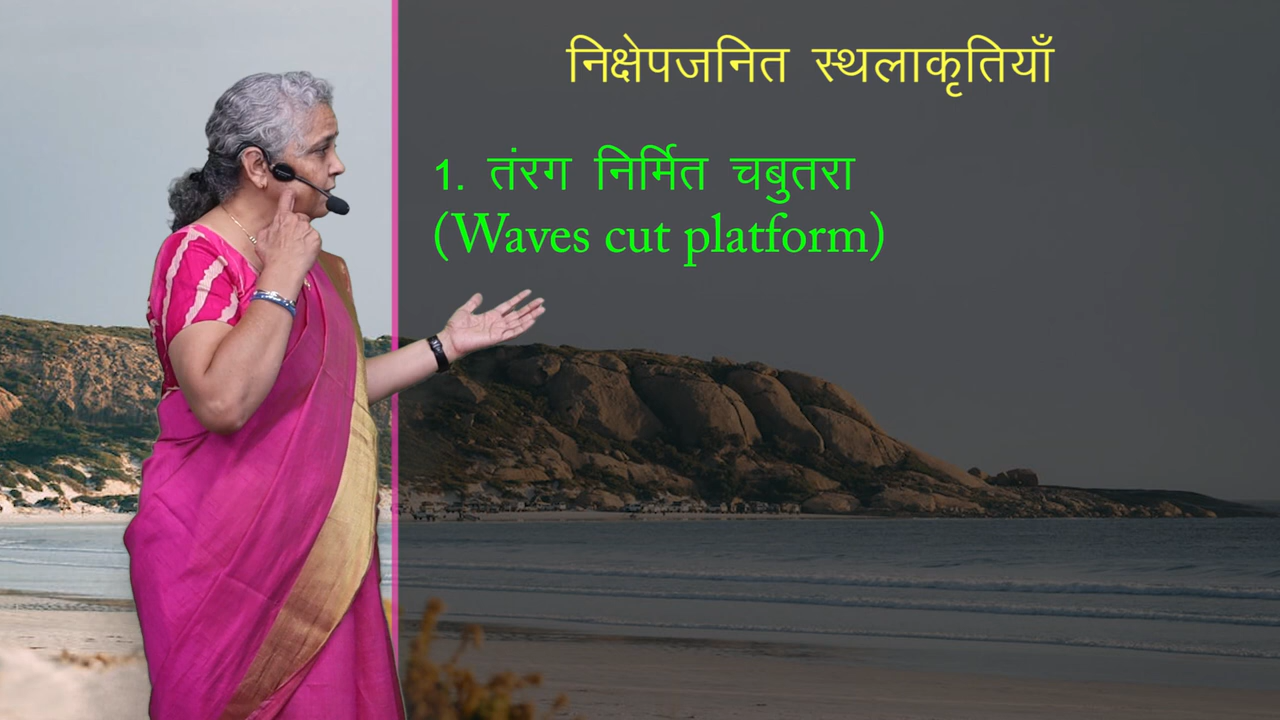 निक्षेपजनित स्थलाकृतियाँ
1. तंरग निर्मित चबुतरा
(Waves cut platform)